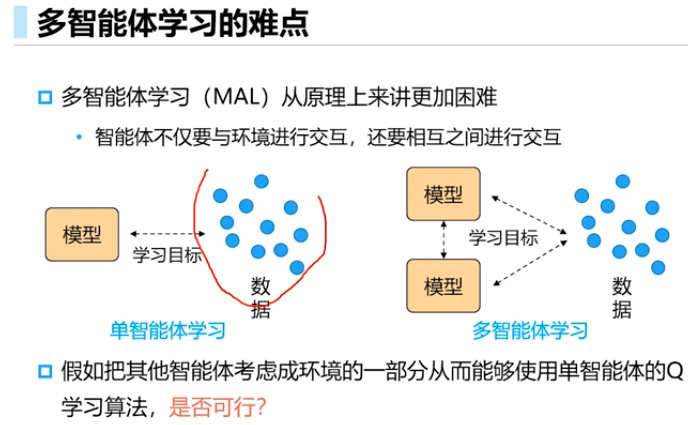 多智能体学习的难点
多智能体学习（MAL）从原理上来讲更加困难
• 智能体不仅要与环境进行交互，还要相互之间进行交互
模型
学习目标
数
据
单智能体学习
模型
学习目标
模型
数
据
多智能体学习
假如把其他智能体考虑成环境的一部分从而能够使用单智能体的Q
学习算法，是否可行？